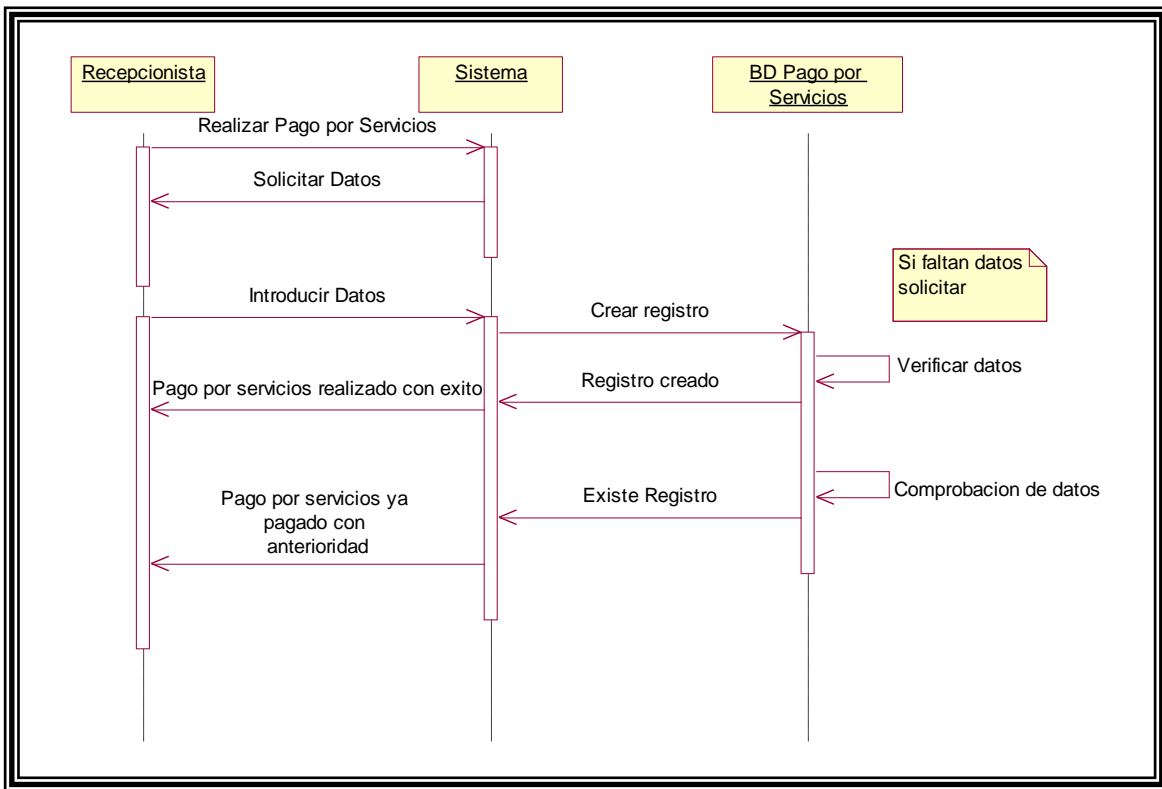 Recepcionista
Sistema
BD Pago por
Servicios
Realizar Pago por Servicios
Solicitar Datos
Si faltan datos
solicitar
Introducir Datos
Crear registro
Verificar datos
Registro creado
Pago por servicios realizado con exito
Comprobacion de datos
Existe Registro
Pago por servicios ya
pagado con
anterioridad